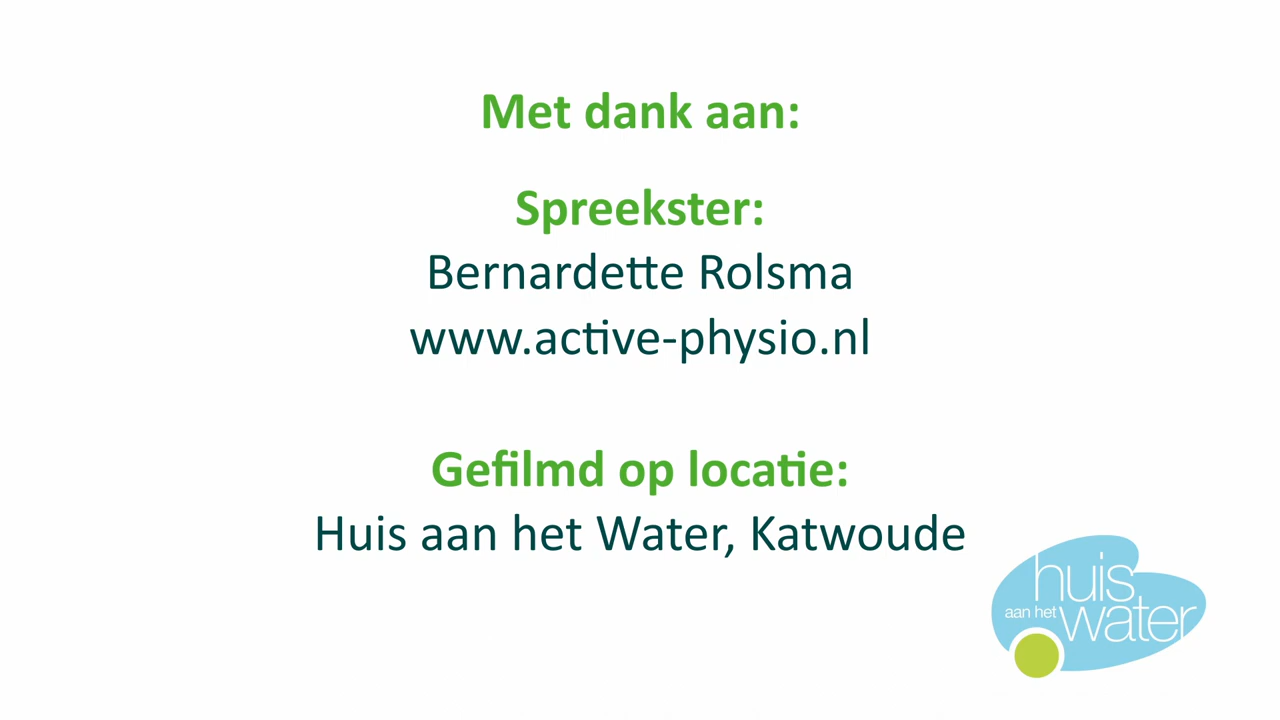 Met dank aan:
Spreekster:
Bernardette Rolsma
www.active-physio.nl
Gefilmd op locatie:
Huis aan het Water, Katwoude
huis
aan het water